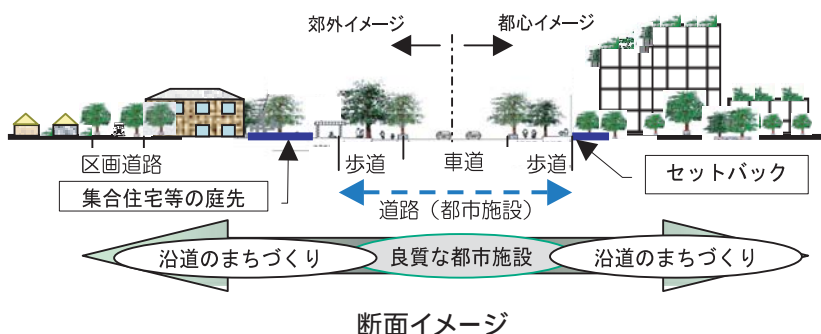 郊外イメージ
都心イメージ
区画道路
歩道
車道
歩道
セットバック
集合住宅等の庭先
道路（都市施設）
沿道のまちづくり
良質な都市施設
沿道のまちづくり
断面イメージ